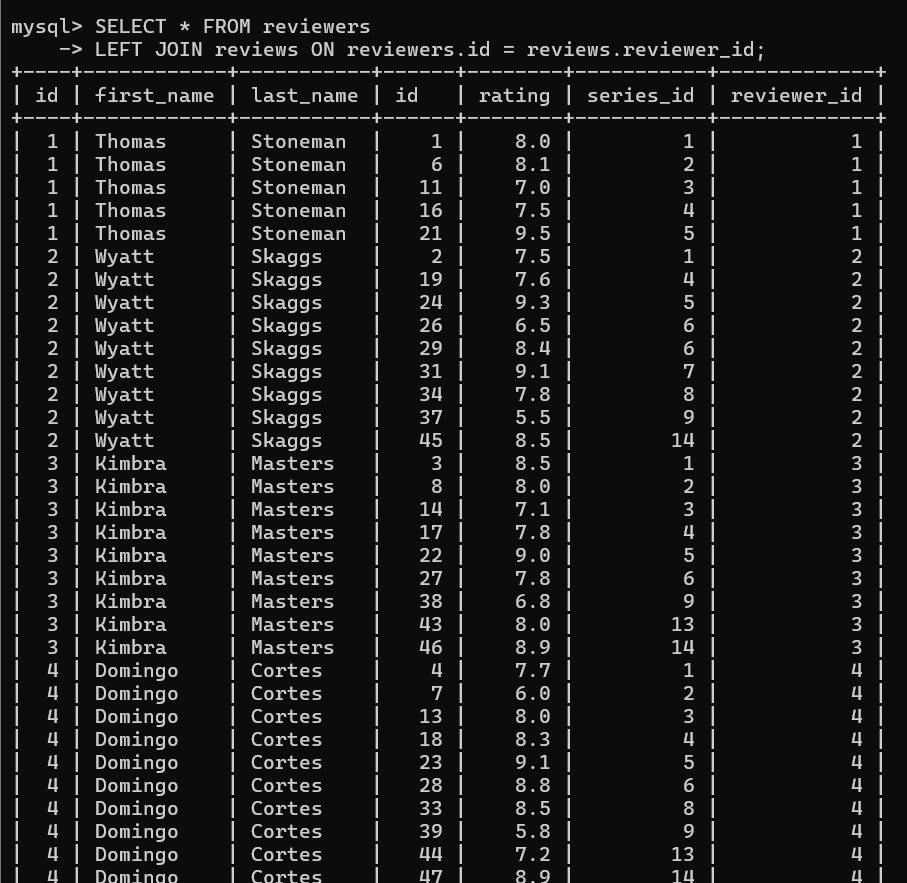 mysql> SELECT * FROM reviewers
    -> LEFT JOIN reviews ON reviewers.id = reviews.reviewer_id;
+----+------------+-----------+------+--------+-----------+-------------+
| id | first_name | last_name | id   | rating | series_id | reviewer_id |
+----+------------+-----------+------+--------+-----------+-------------+
|  1 | Thomas     | Stoneman  |    1 |    8.0 |         1 |           1 |
|  1 | Thomas     | Stoneman  |    6 |    8.1 |         2 |           1 |
|  1 | Thomas     | Stoneman  |   11 |    7.0 |         3 |           1 |
|  1 | Thomas     | Stoneman  |   16 |    7.5 |         4 |           1 |
|  1 | Thomas     | Stoneman  |   21 |    9.5 |         5 |           1 |
|  2 | Wyatt      | Skaggs    |    2 |    7.5 |         1 |           2 |
|  2 | Wyatt      | Skaggs    |   19 |    7.6 |         4 |           2 |
|  2 | Wyatt      | Skaggs    |   24 |    9.3 |         5 |           2 |
|  2 | Wyatt      | Skaggs    |   26 |    6.5 |         6 |           2 |
|  2 | Wyatt      | Skaggs    |   29 |    8.4 |         6 |           2 |
|  2 | Wyatt      | Skaggs    |   31 |    9.1 |         7 |           2 |
|  2 | Wyatt      | Skaggs    |   34 |    7.8 |         8 |           2 |
|  2 | Wyatt      | Skaggs    |   37 |    5.5 |         9 |           2 |
|  2 | Wyatt      | Skaggs    |   45 |    8.5 |        14 |           2 |
|  3 | Kimbra     | Masters   |    3 |    8.5 |         1 |           3 |
|  3 | Kimbra     | Masters   |    8 |    8.0 |         2 |           3 |
|  3 | Kimbra     | Masters   |   14 |    7.1 |         3 |           3 |
|  3 | Kimbra     | Masters   |   17 |    7.8 |         4 |           3 |
|  3 | Kimbra     | Masters   |   22 |    9.0 |         5 |           3 |
|  3 | Kimbra     | Masters   |   27 |    7.8 |         6 |           3 |
|  3 | Kimbra     | Masters   |   38 |    6.8 |         9 |           3 |
|  3 | Kimbra     | Masters   |   43 |    8.0 |        13 |           3 |
|  3 | Kimbra     | Masters   |   46 |    8.9 |        14 |           3 |
|  4 | Domingo    | Cortes    |    4 |    7.7 |         1 |           4 |
|  4 | Domingo    | Cortes    |    7 |    6.0 |         2 |           4 |
|  4 | Domingo    | Cortes    |   13 |    8.0 |         3 |           4 |
|  4 | Domingo    | Cortes    |   18 |    8.3 |         4 |           4 |
|  4 | Domingo    | Cortes    |   23 |    9.1 |         5 |           4 |
|  4 | Domingo    | Cortes    |   28 |    8.8 |         6 |           4 |
|  4 | Domingo    | Cortes    |   33 |    8.5 |         8 |           4 |
|  4 | Domingo    | Cortes    |   39 |    5.8 |         9 |           4 |
|  4 | Domingo    | Cortes    |   44 |    7.2 |        13 |           4 |
|  4 | Domingo    | Cortes    |   47 |    8.9 |        14 |           4 |